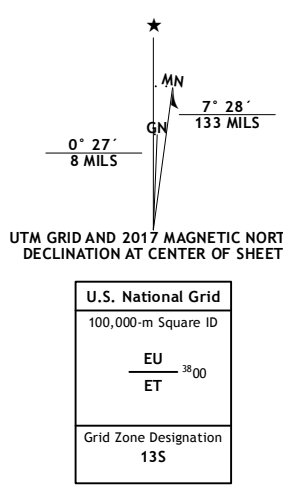 ★
MN
GN
7° 28´
133 MILS
0° 27´
8 MILS
UTM GRID AND 2017 MAGNETIC NORT
DECLINATION AT CENTER OF SHEET
U.S. National Grid
100,000-m Square ID
EU
ET
3800
Grid Zone Designation
13S